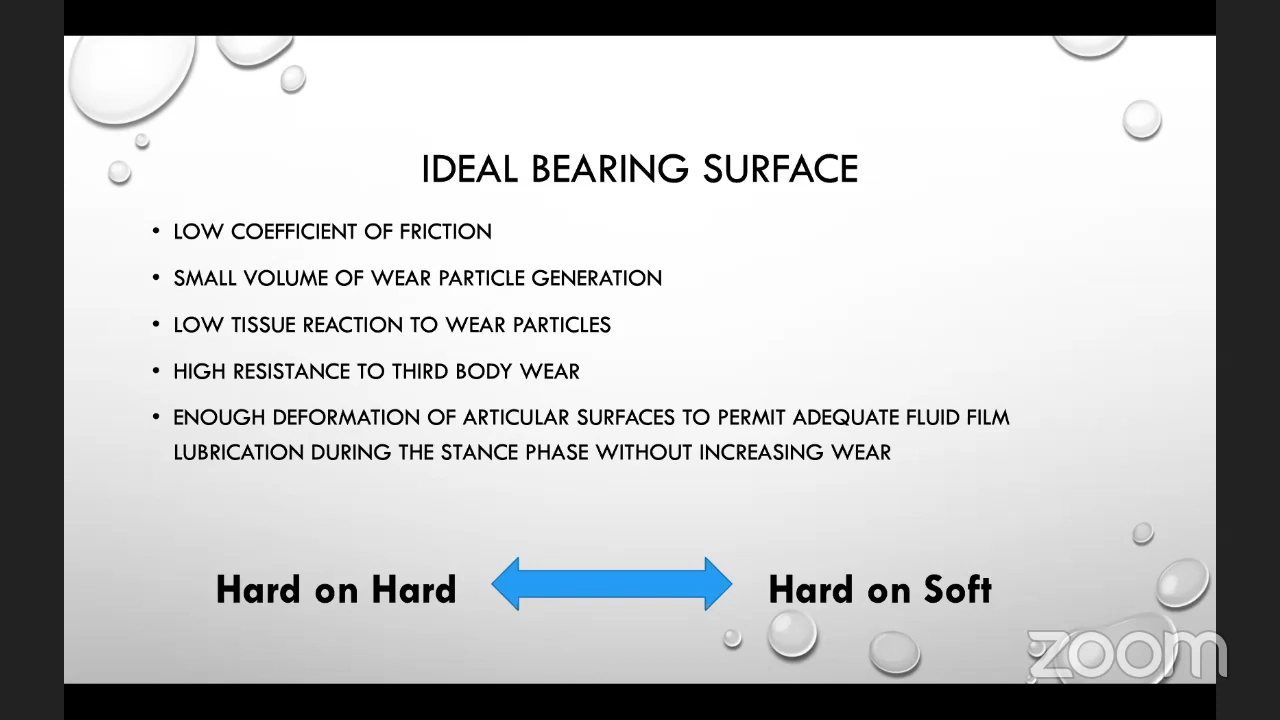 IDEAL BEARING SURFACE
• LOW COEFFICIENT OF FRICTION
• SMALL VOLUME OF WEAR PARTICLE GENERATION
• LOW TISSUE REACTION TO WEAR PARTICLES
• HIGH RESISTANCE TO THIRD BODY WEAR
• ENOUGH DEFORMATION OF ARTICULAR SURFACES TO PERMIT ADEQUATE FLUID FILM
LUBRICATION DURING THE STANCE PHASE WITHOUT INCREASING WEAR
Hard on Hard
Hard on Soft
zoom